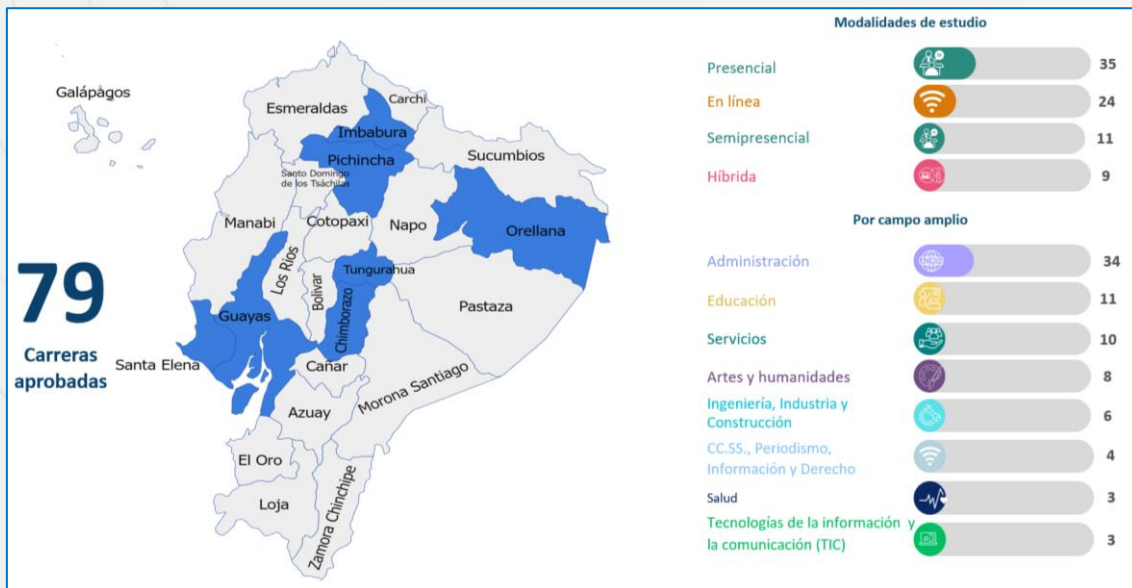 Galápagos
Esmeraldas
Carchi
Imbabura
Pichincha
Sucumbios
Santo Domingo
de los Tsáchilas
Manabi
Cotopaxi
Napo
Orellana
Los Rios
Tungurahua
Bolivar
Pastaza
Guayas
Chimborazo
Santa Elena
Cañar
Morona Santiago
Azuay
El Oro
Loja
Zamora Chinchipe
79
Carreras
aprobadas
Modalidades de estudio
Presencial 35
En línea 24
Semipresencial 11
Híbrida 9
Por campo amplio
Administración 34
Educación 11
Servicios 10
Artes y humanidades 8
Ingeniería, Industria y
Construcción 6
CC.SS., Periodismo,
Información y Derecho 4
Salud 3
Tecnologías de la información y
la comunicación (TIC) 3